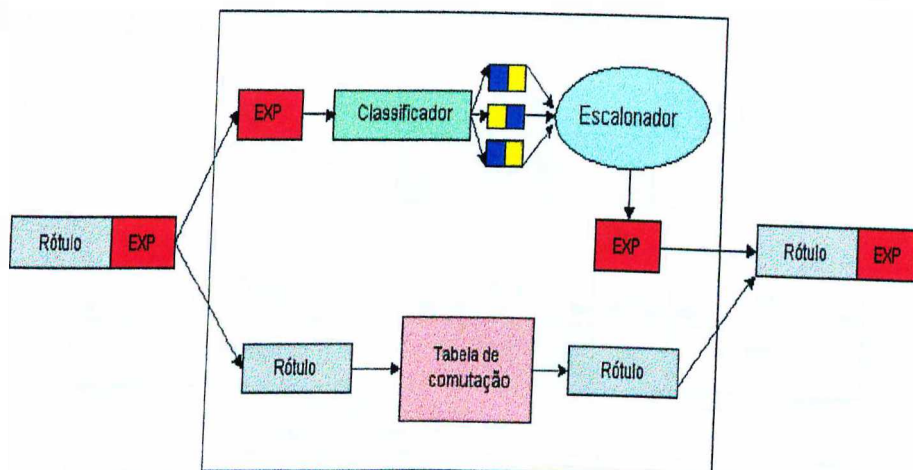 EXP
Classificador
Escalonador
Rótulo
EXP
EXP
Rótulo
EXP
Rótulo
Tabela de
comutação
Rótulo